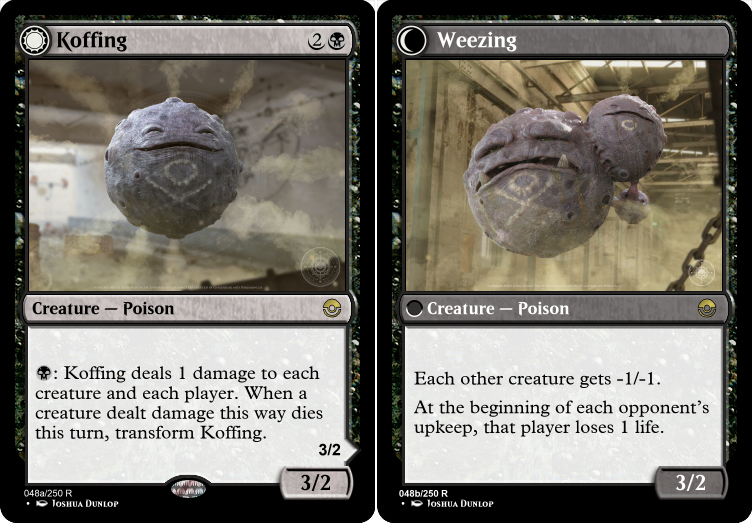 Koffing 2
Creature — Poison
: Koffing deals 1 damage to each
creature and each player. When a
creature dealt damage this way dies
this turn, transform Koffing.
3/2
3/2
048a/250 R
• Joshua Dunlop
Weezing
Creature — Poison
Each other creature gets -1/-1.
At the beginning of each opponent's
upkeep, that player loses 1 life.
3/2
048b/250 R
• Joshua Dunlop